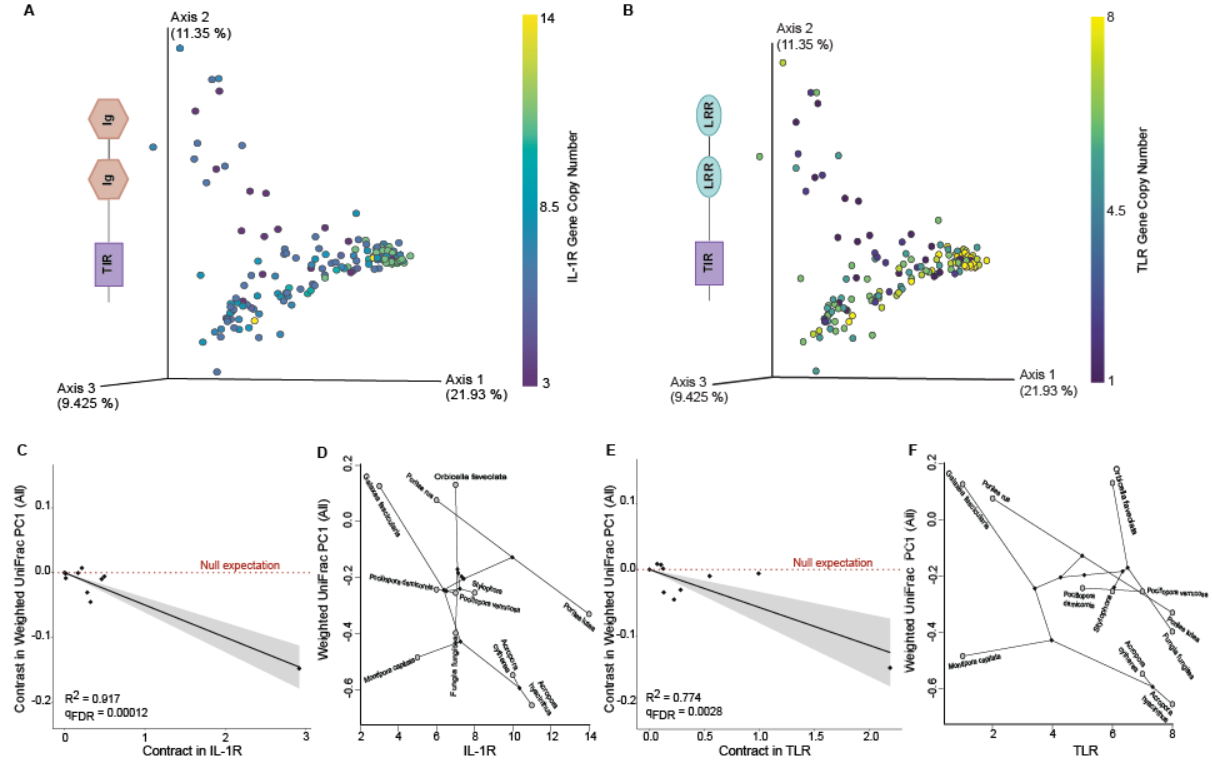 A
Axis 2
(11.35 %)
14
8.5
3
IL-1R Gene Copy Number
Ig
Ig
TIR
Axis 3
(9.425 %)
Axis 1
(21.93 %)
B
Axis 2
(11.35 %)
8
4.5
1
TLR Gene Copy Number
LRR
LRR
TIR
Axis 3
(9.425 %)
Axis 1
(21.93 %)
C
Contrast in Weighted UniFrac PC1 (All)
0.1
0.0
-0.1
-0.2
Null expectation
R2 = 0.917
qFDR = 0.00012
0
1
2
3
Contract in IL-1R
D
Weighted UniFrac PC1 (All)
0.2
0.0
-0.2
-0.4
-0.6
Galaxea fascicularis
Porites rus
Orbicella faveolata
Pocillopora damicornis
Stylophora
Pocillopora verrucosa
Porites lutea
Montipora capitata
Fungia fungites
Acropora
cytherea
Acropora
hyacinthus
2
4
6
8
10
12
14
IL-1R
E
Contrast in Weighted UniFrac PC1 (All)
0.1
0.0
-0.1
-0.2
Null expectation
R2 = 0.774
qFDR = 0.0028
0.0
0.5
1.0
1.5
2.0
Contract in TLR
F
Weighted UniFrac PC1 (All)
0.2
0.0
-0.2
-0.4
-0.6
Galaxea fascicularis
Porites rus
Orbicella faveolata
Pocillopora
damicornis
Stylophora
Pocillopora verrucosa
Porites lutea
Fungia fungites
Montipora capitata
Acropora
cytherea
Acropora
hyacinthus
2
4
6
8
TLR